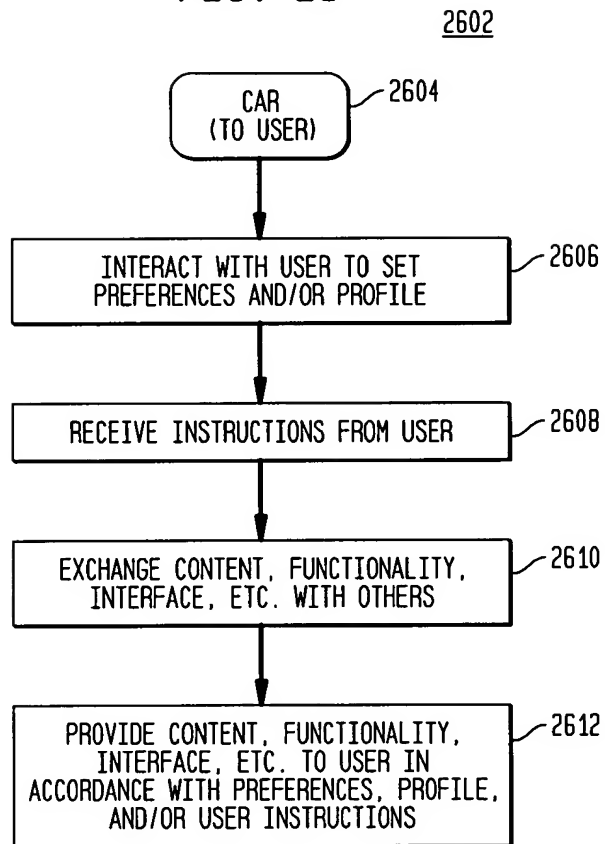 2602
CAR
(TO USER)
2604
INTERACT WITH USER TO SET
PREFERENCES AND/OR PROFILE
2606
RECEIVE INSTRUCTIONS FROM USER
2608
EXCHANGE CONTENT, FUNCTIONALITY,
INTERFACE, ETC. WITH OTHERS
2610
PROVIDE CONTENT, FUNCTIONALITY,
INTERFACE, ETC. TO USER IN
ACCORDANCE WITH PREFERENCES, PROFILE,
AND/OR USER INSTRUCTIONS
2612